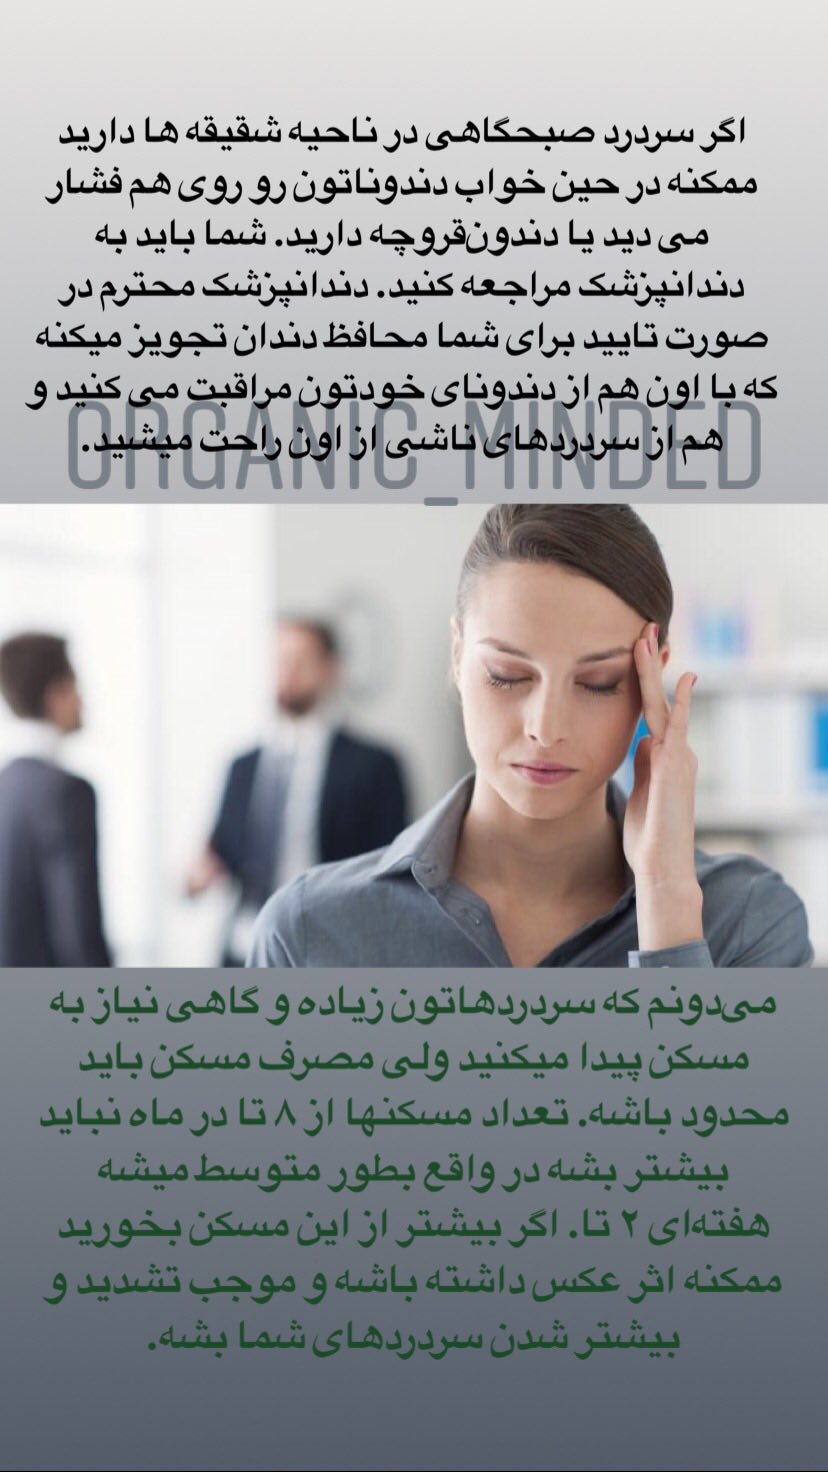 اگر سردرد صبحگاهی در ناحیه شقیقه ها دارید
ممکنه در حین خواب دندوناتون رو روی هم فشار
می دید یا دندون‌قروچه دارید. شما باید به
دندانپزشک مراجعه کنید. دندانپزشک محترم در
صورت تایید برای شما محافظ دندان تجویز میکنه
که با اون هم از دندونای خودتون مراقبت می کنید و
هم از سردردهای ناشی از اون راحت میشید.
ORGANIC_MINDED
می‌دونم که سردردهاتون زیاده و گاهی نیاز به
مسکن پیدا میکنید ولی مصرف مسکن باید
محدود باشه. تعداد مسکنها از ۸ تا در ماه نباید
بیشتر بشه در واقع بطور متوسط میشه
هفته‌ای ۲ تا. اگر بیشتر از این مسکن بخورید
ممکنه اثر عکس داشته باشه و موجب تشدید و
بیشتر شدن سردردهای شما بشه.